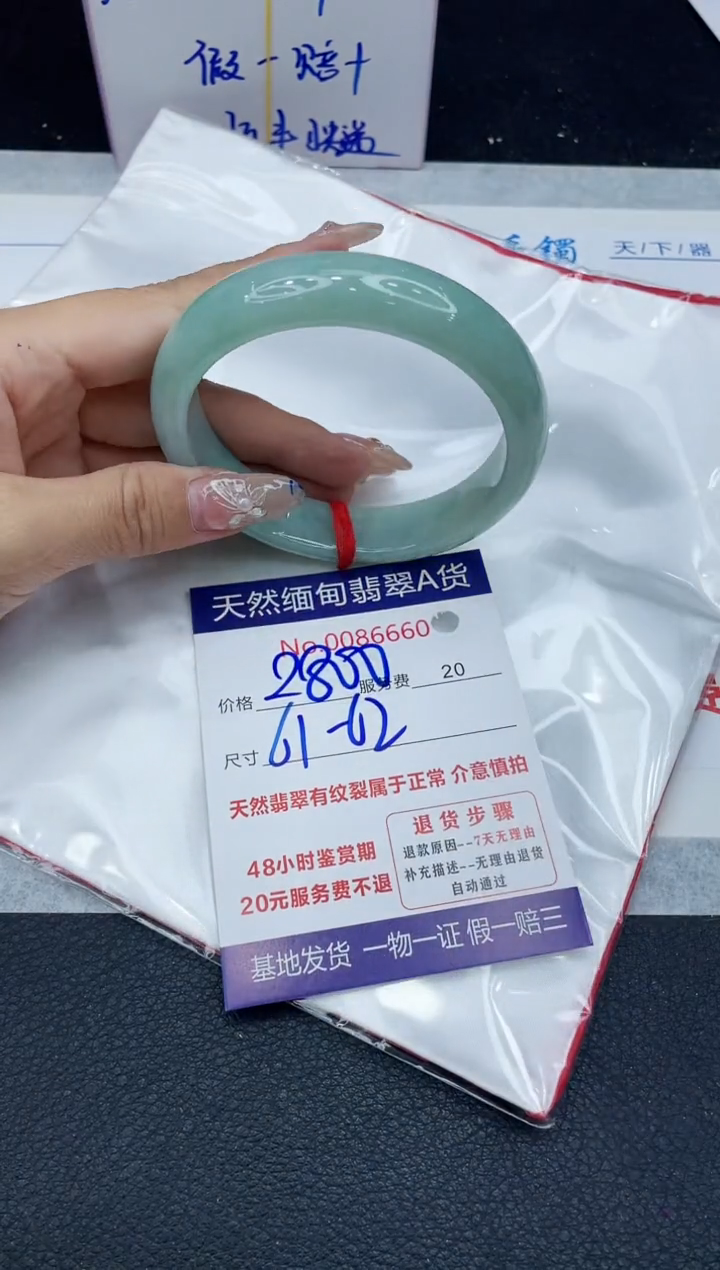 假一赔十
镯 天/下/器
天然缅甸翡翠A货
No.0086660
价格 2800 服务费 20
尺寸 61-62
天然翡翠有纹裂属于正常 介意慎拍
48小时鉴赏期
20元服务费不退
退货步骤
退款原因--7天无理由
补充描述--无理由退货
自动通过
基地发货 一物一证 假一赔三